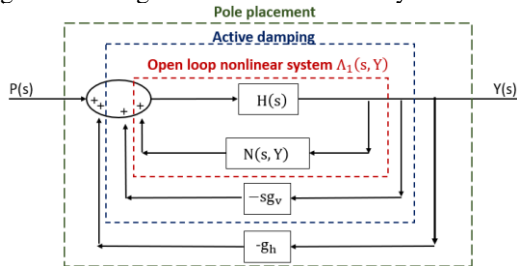 Pole placement
Active damping
Open loop nonlinear system Λ₁(s,Y)
P(s)
Y(s)
+
+
+
+
H(s)
N(s,Y)
−sgᵥ
-gₕ